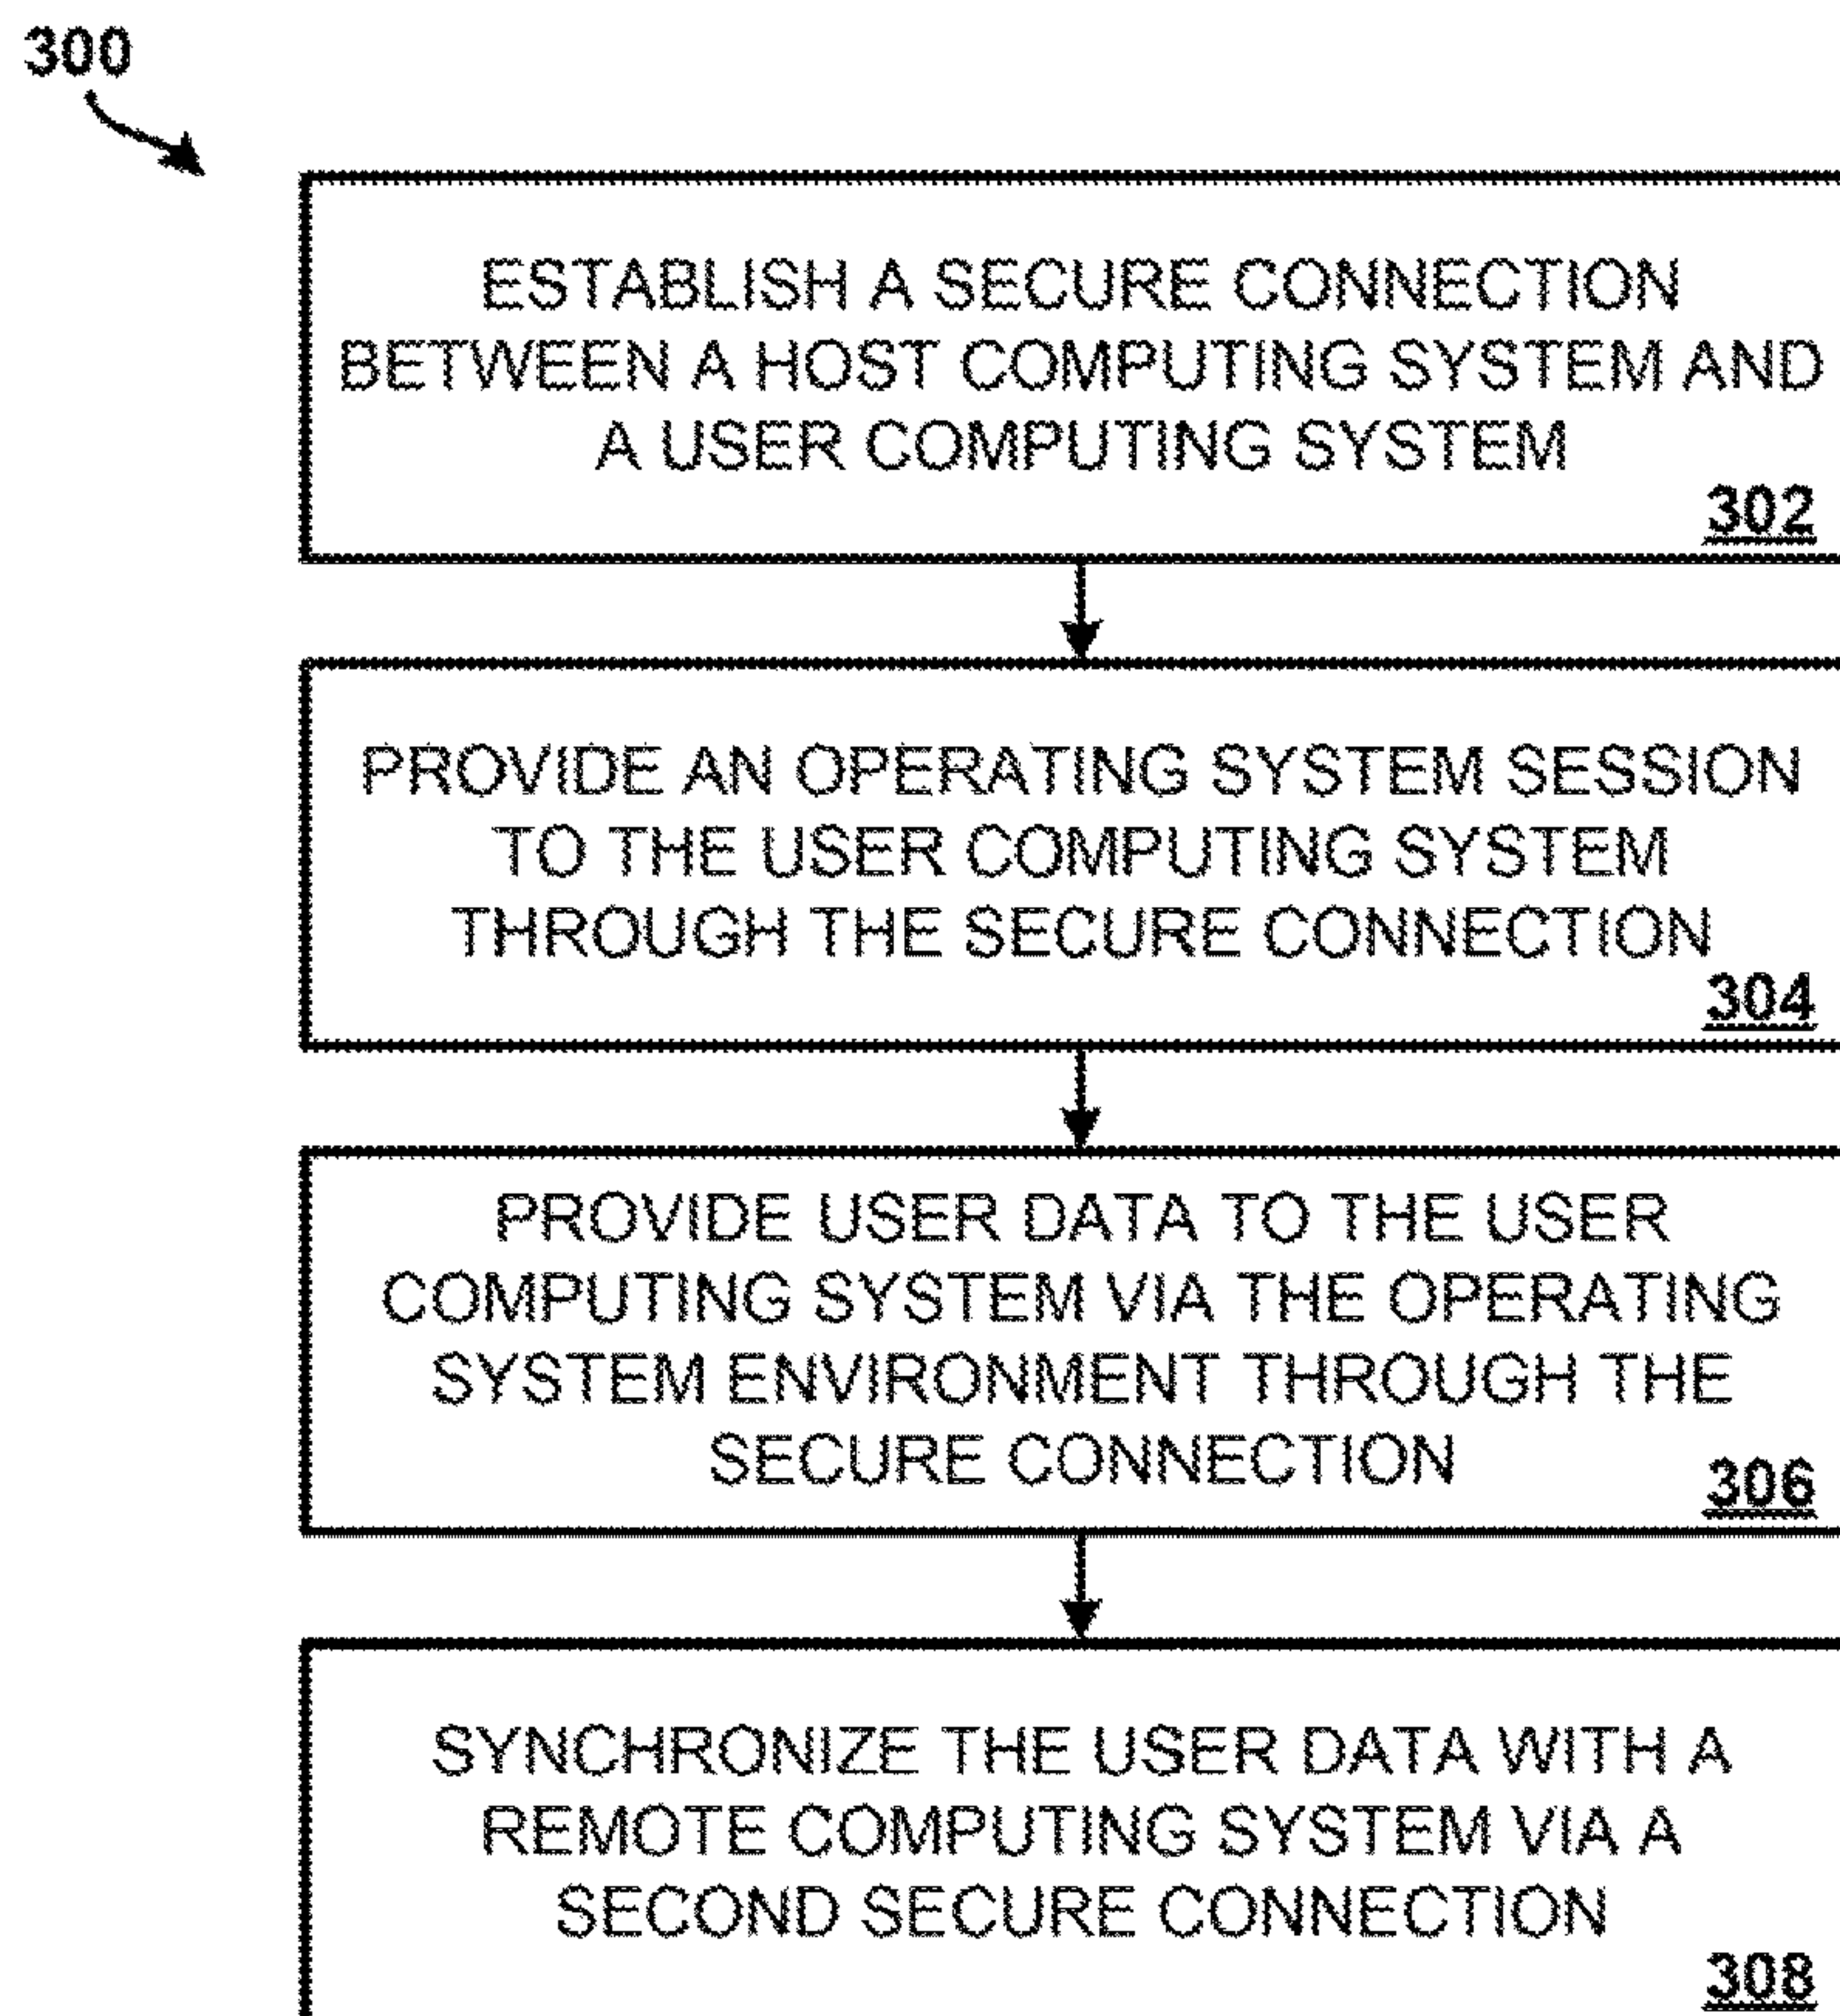 300
ESTABLISH A SECURE CONNECTION
BETWEEN A HOST COMPUTING SYSTEM AND
A USER COMPUTING SYSTEM
302
PROVIDE AN OPERATING SYSTEM SESSION
TO THE USER COMPUTING SYSTEM
THROUGH THE SECURE CONNECTION
304
PROVIDE USER DATA TO THE USER
COMPUTING SYSTEM VIA THE OPERATING
SYSTEM ENVIRONMENT THROUGH THE
SECURE CONNECTION
306
SYNCHRONIZE THE USER DATA WITH A
REMOTE COMPUTING SYSTEM VIA A
SECOND SECURE CONNECTION
308